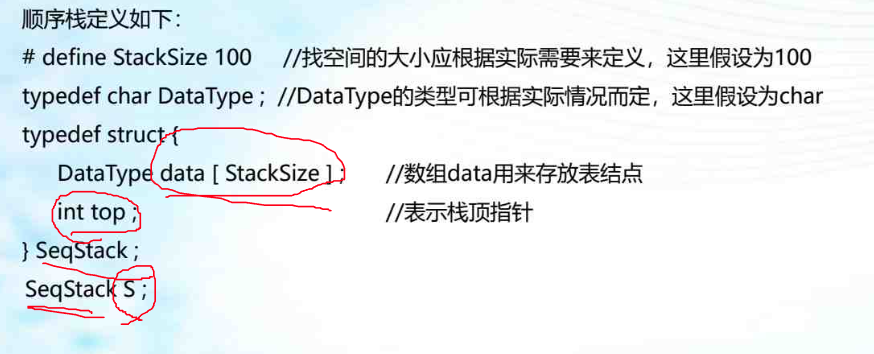 顺序栈定义如下：
# define StackSize 100 //找空间的大小应根据实际需要来定义，这里假设为100
typedef char DataType ; //DataType的类型可根据实际情况而定，这里假设为char
typedef struct {
DataType data [ StackSize ] ; //数组data用来存放表结点
int top ; //表示栈顶指针
} SeqStack ;
SeqStack S ;